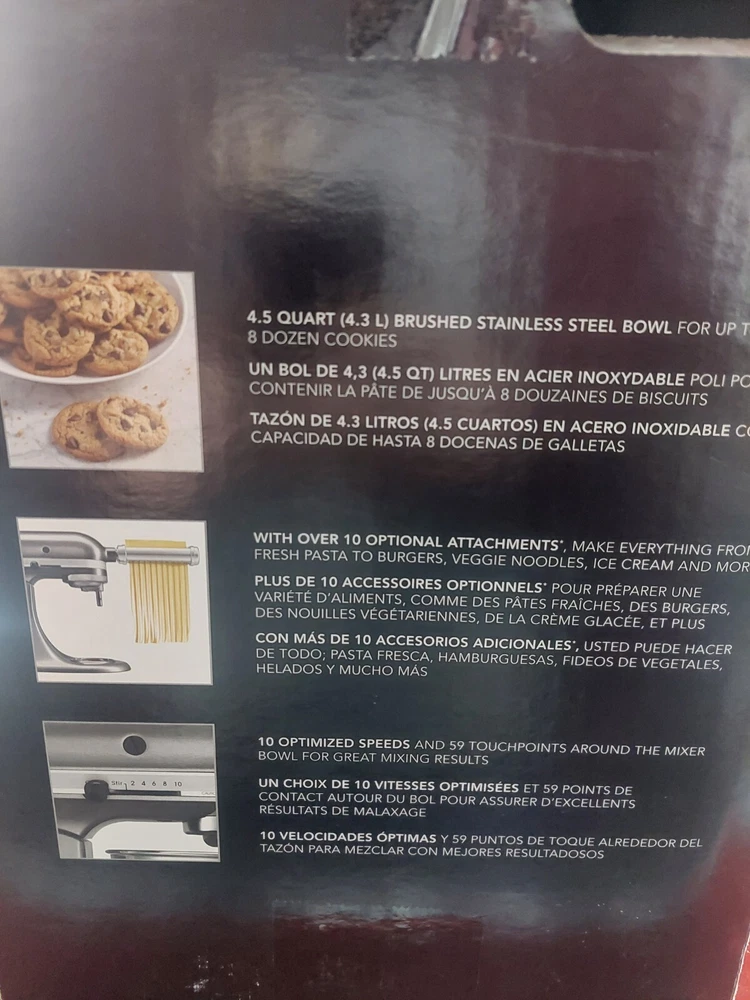 4.5 QUART (4.3 L) BRUSHED STAINLESS STEEL BOWL FOR UP
8 DOZEN COOKIES
UN BOL DE 4,3 (4.5 QT) LITRES EN ACIER INOXYDABLE POLI
CONTENIR LA PÂTE DE JUSQU'À 8 DOUZAINES DE BISCUITS
TAZÓN DE 4.3 LITROS (4.5 CUARTOS) EN ACERO INOXIDABLE
CAPACIDAD DE HASTA 8 DOCENAS DE GALLETAS
WITH OVER 10 OPTIONAL ATTACHMENTS*, MAKE EVERYTHING
FRESH PASTA TO BURGERS, VEGGIE NOODLES, ICE CREAM AND
PLUS DE 10 ACCESSOIRES OPTIONNELS* POUR PRÉPARER UNE
VARIÉTÉ D'ALIMENTS, COMME DES PÂTES FRAÎCHES, DES BURGERS,
DES NOUILLES VÉGÉTARIENNES, DE LA CRÈME GLACÉE, ET PLUS
CON MÁS DE 10 ACCESORIOS ADICIONALES*, USTED PUEDE HACER
DE TODO; PASTA FRESCA, HAMBURGUESAS, FIDEOS DE VEGETALES,
HELADOS Y MUCHO MÁS
Stir 2 4 6 8 10
10 OPTIMIZED SPEEDS AND 59 TOUCHPOINTS AROUND THE MIXER
BOWL FOR GREAT MIXING RESULTS
UN CHOIX DE 10 VITESSES OPTIMISÉES ET 59 POINTS DE
CONTACT AUTOUR DU BOL POUR ASSURER D'EXCELLENTS
RÉSULTATS DE MALAXAGE
10 VELOCIDADES ÓPTIMAS Y 59 PUNTOS DE TOQUE ALREDEDOR DEL
TAZÓN PARA MEZCLAR CON MEJORES RESULTADOSOS